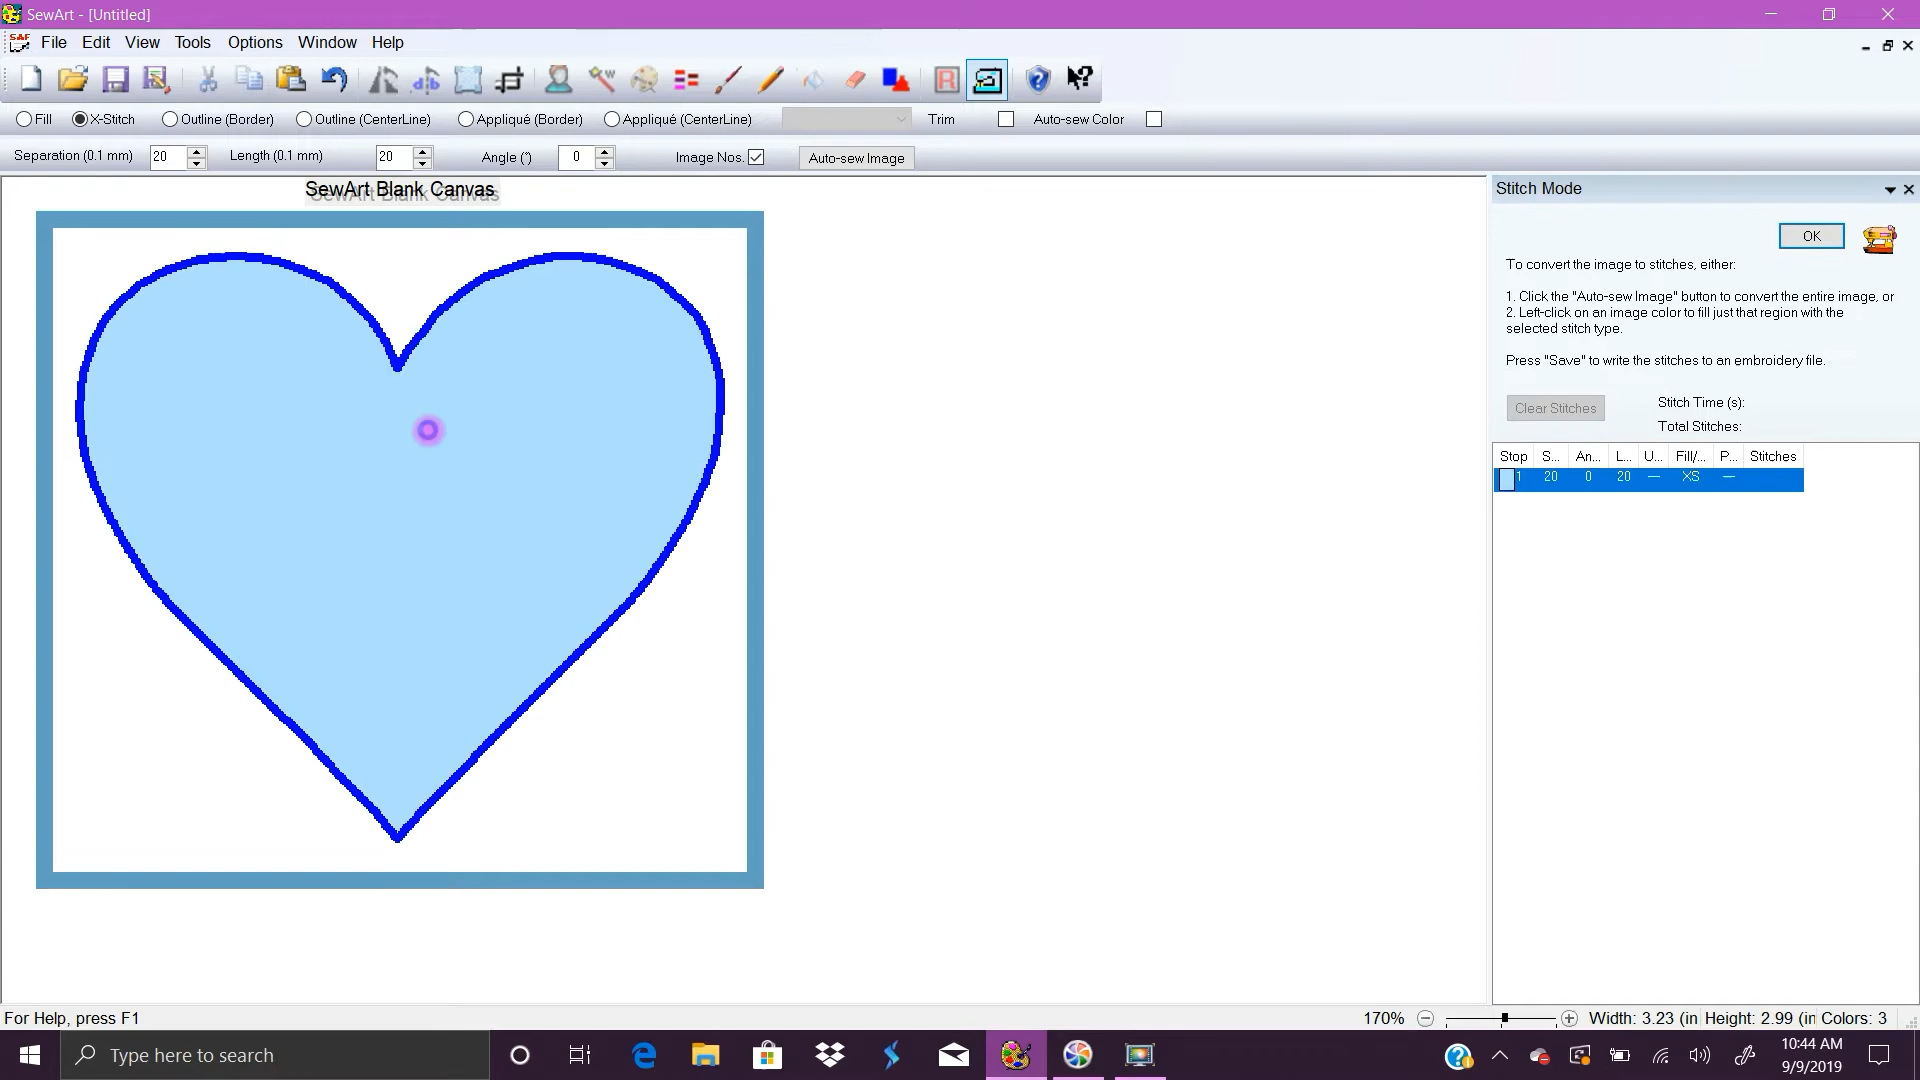 SewArt - [Untitled]
File Edit View Tools Options Window Help
Fill X-Stitch Outline (Border) Outline (CenterLine) Appliqué (Border) Appliqué (CenterLine) Trim Auto-sew Color
Separation (0.1 mm) 20 Length (0.1 mm) 20 Angle (°) 0 Image Nos. Auto-sew Image
SewArt Blank Canvas
Stitch Mode
OK
To convert the image to stitches, either:
1. Click the "Auto-sew Image" button to convert the entire image, or
2. Left-click on an image color to fill just that region with the
selected stitch type.
Press "Save" to write the stitches to an embroidery file.
Clear Stitches
Stitch Time (s):
Total Stitches:
Stop S... An... L... U... Fill/... P... Stitches
1 20 0 20 — XS —
For Help, press F1
170% Width: 3.23 (in Height: 2.99 (in Colors: 3
Type here to search
10:44 AM
9/9/2019